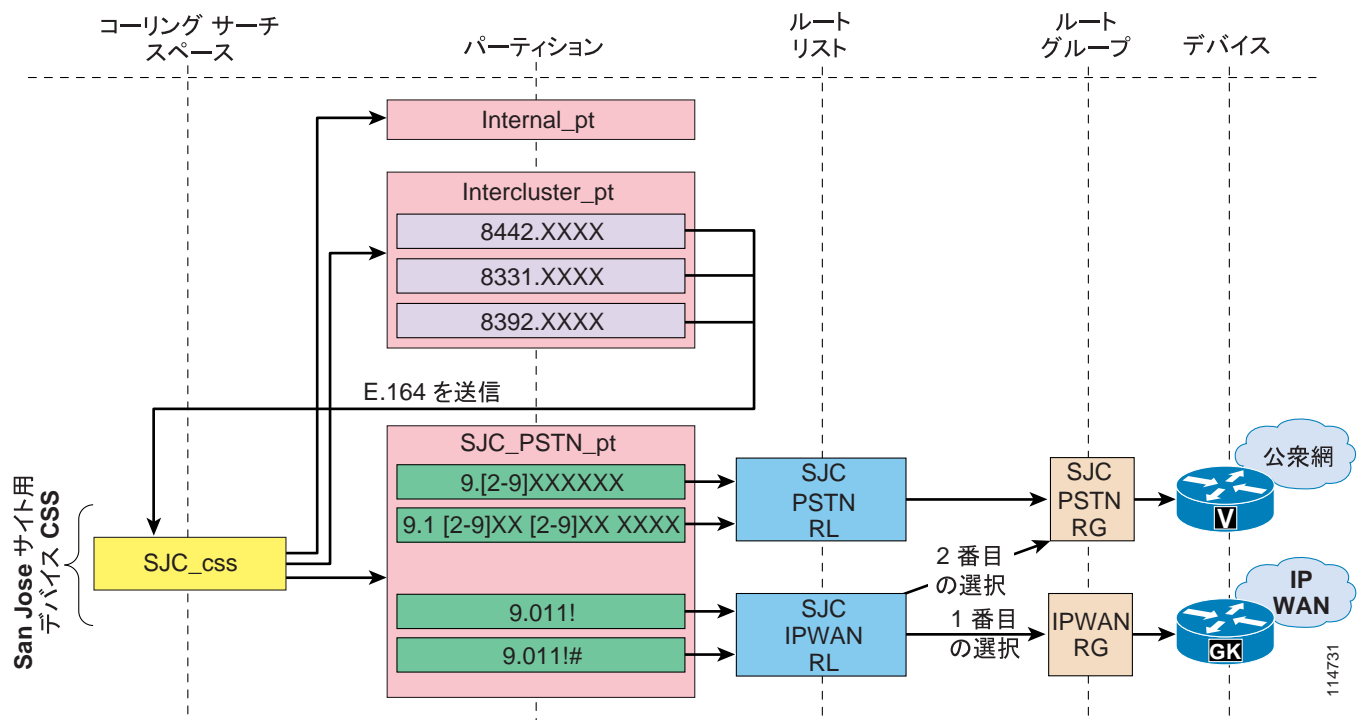 コーリング サーチ
スペース
パーティション
ルート
リスト
ルート
グループ
デバイス
Internal_pt
Intercluster_pt
8442.XXXX
8331.XXXX
8392.XXXX
E.164 を送信
San Jose サイト用
デバイス CSS
SJC_css
SJC_PSTN_pt
9.[2-9]XXXXXX
9.1 [2-9]XX [2-9]XX XXXX
9.011!
9.011!#
SJC
PSTN
RL
SJC
IPWAN
RL
2 番目
の選択
1 番目
の選択
SJC
PSTN
RG
IPWAN
RG
公衆網
V
IP
WAN
GK
114731